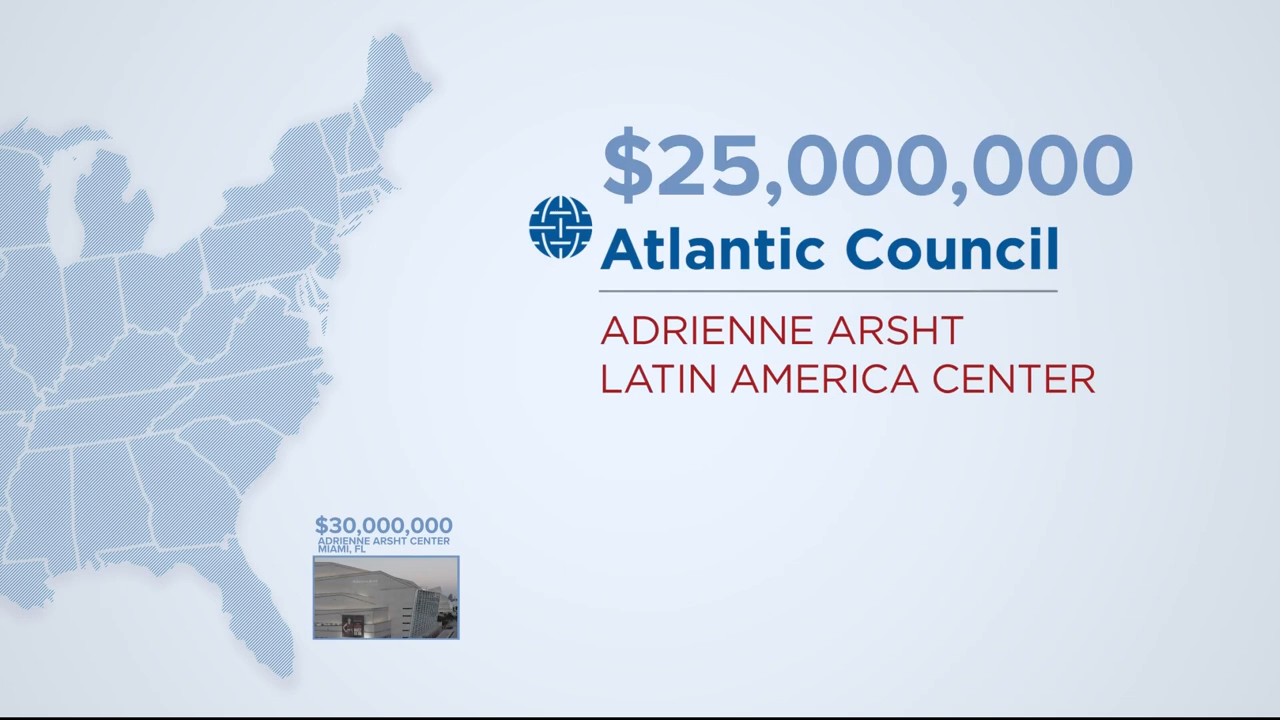 $25,000,000
Atlantic Council
ADRIENNE ARSHT
LATIN AMERICA CENTER
$30,000,000
ADRIENNE ARSHT CENTER
MIAMI, FL